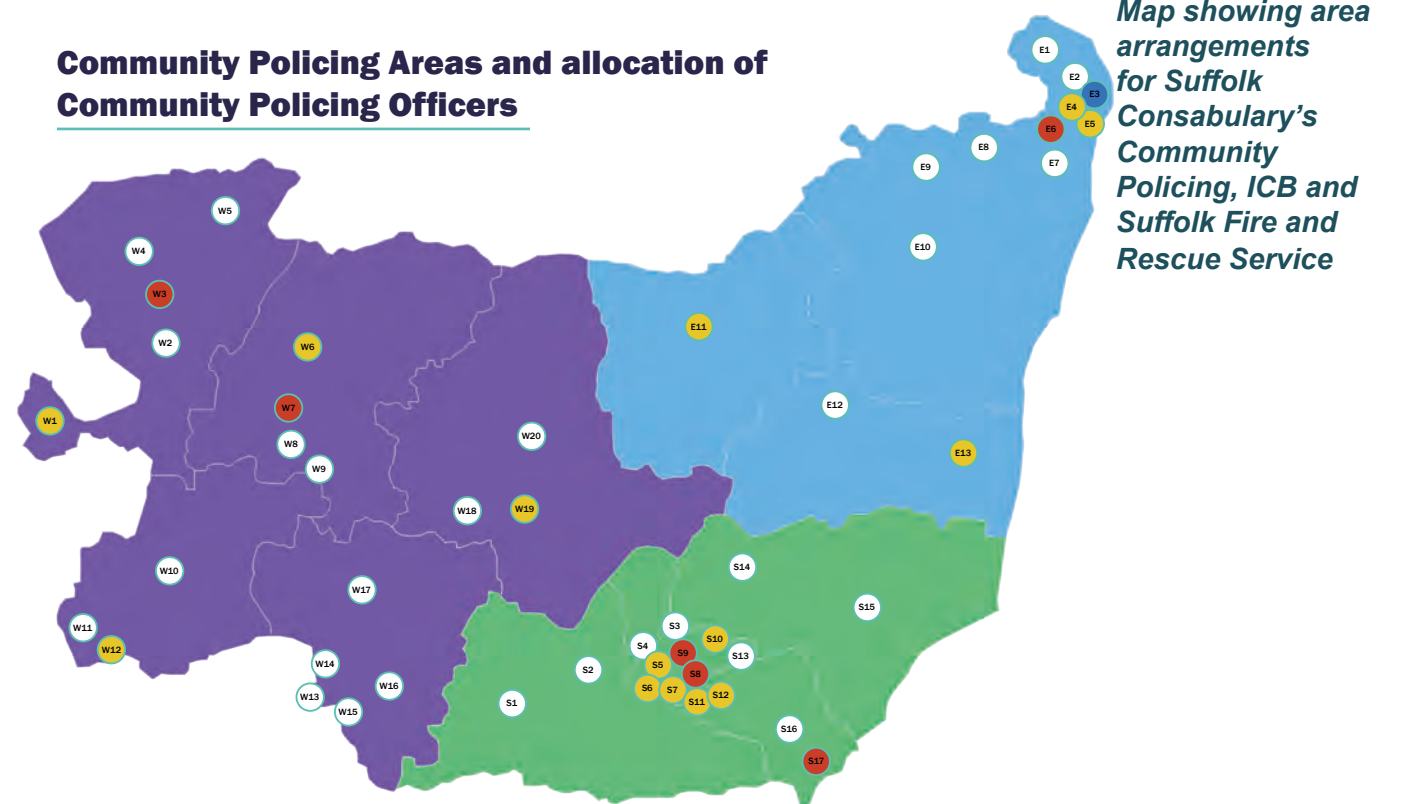 Map showing area
arrangements
for Suffolk
Consabulary’s
Community
Policing, ICB and
Suffolk Fire and
Rescue Service
Community Policing Areas and allocation of
Community Policing Officers
E1
E2
E3
E4
E5
E6
E7
E8
E9
E10
E11
E12
E13
W5
W4
W3
W2
W6
W1
W7
W8
W9
W20
W18
W19
W10
W17
W11
W12
W14
W13
W15
W16
S14
S15
S3
S4
S10
S9
S13
S5
S2
S8
S6
S7
S12
S11
S1
S16
S17